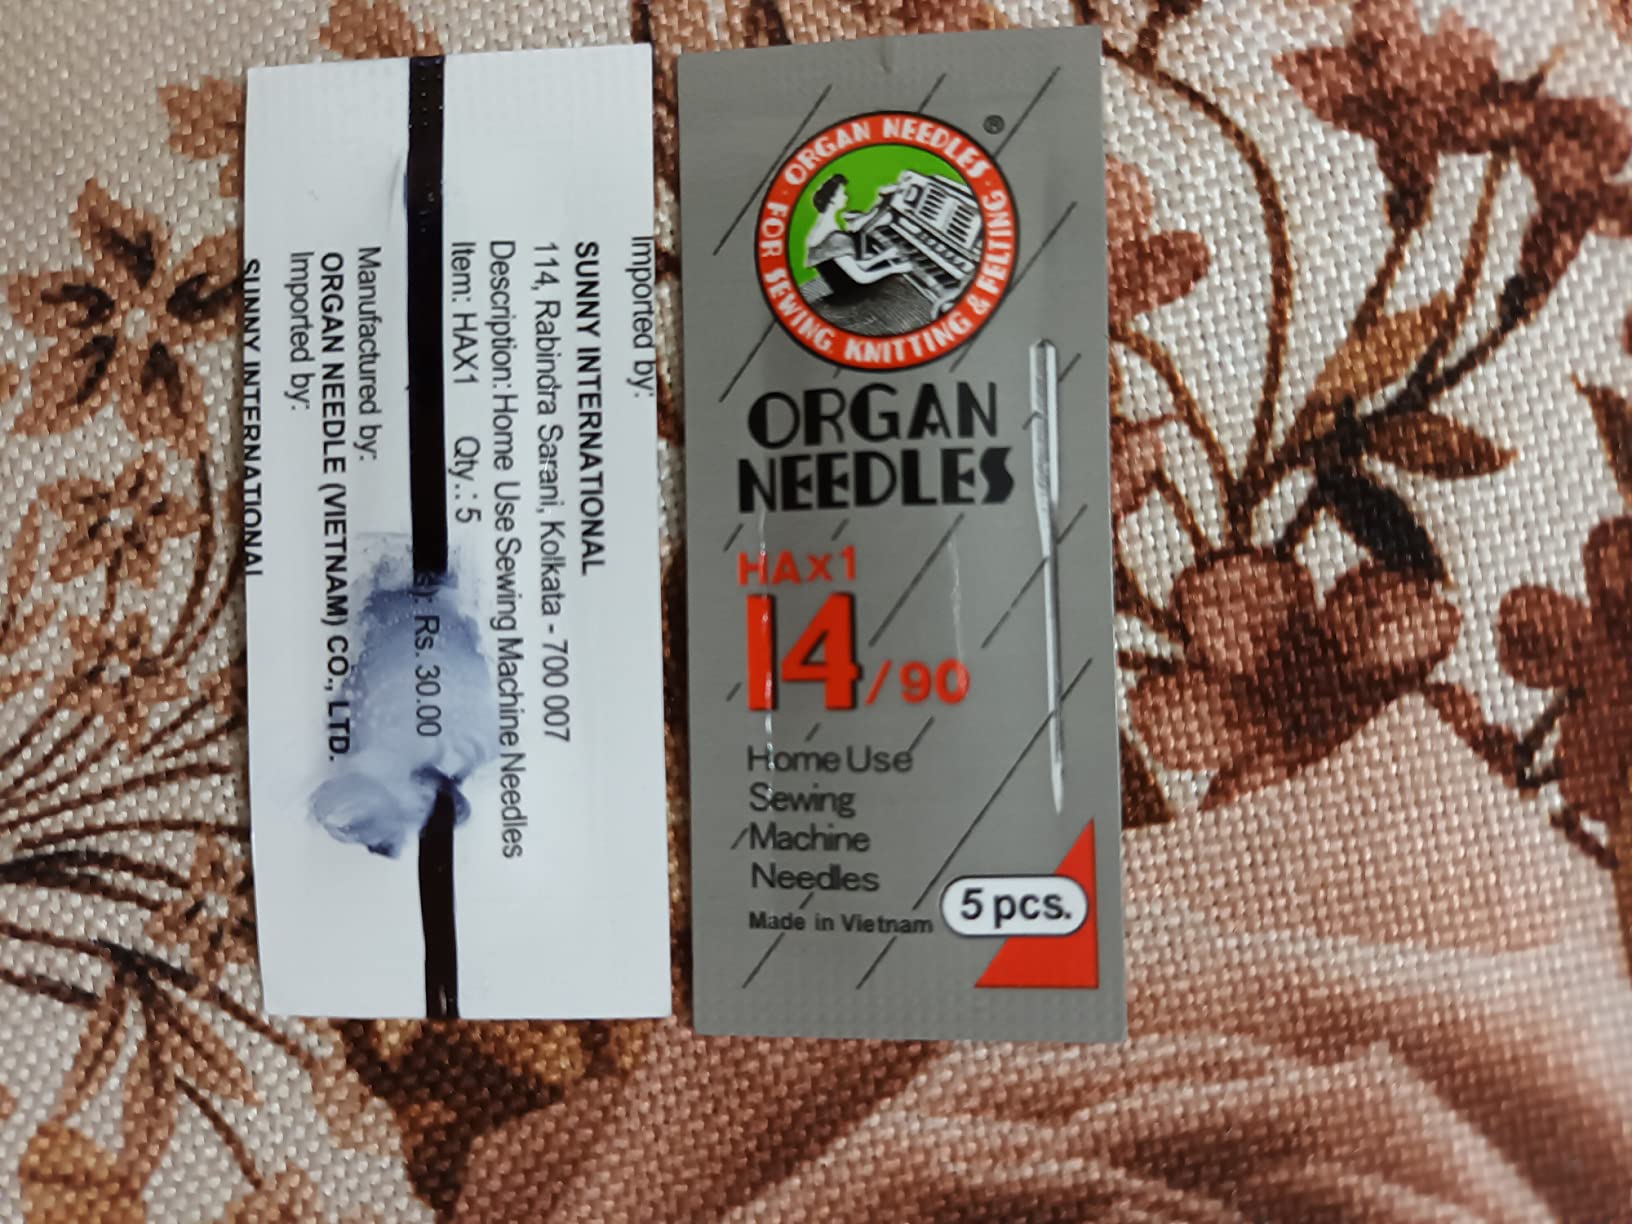 Imported by:
SUNNY INTERNATIONAL
114, Rabindra Sarani, Kolkata - 700 007
Description: Home Use Sewing Machine Needles
Item: HAX1 Qty.: 5
s): Rs. 30.00
Manufactured by:
ORGAN NEEDLE (VIETNAM) CO., LTD.
Imported by:
SUNNY INTERNATIONAL
· ORGAN NEEDLES ·
FOR SEWING KNITTING & FELTING
®
ORGAN
NEEDLES
HAx1
14/90
Home Use
Sewing
Machine
Needles
Made in Vietnam
5 pcs.